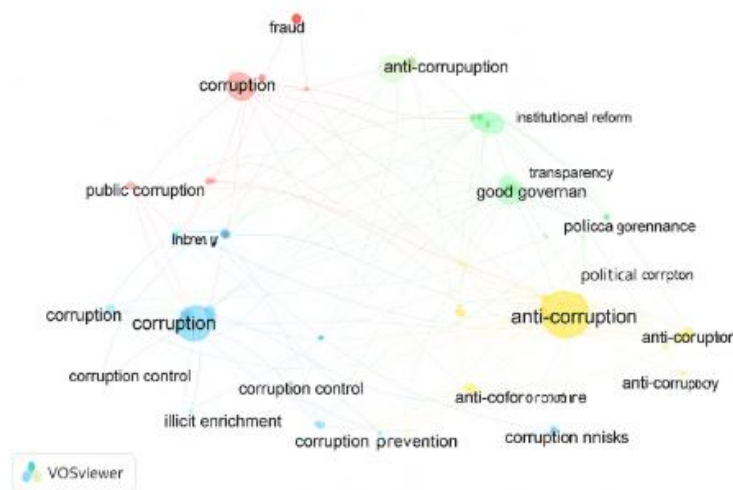 fraud
anti-corrupuption
corruption
institutional reform
transparency
public corruption
good governan
policca gorennance
political corrpton
corruption
corruption
anti-corruption
anti-coruption
corruption control
corruption control
anti-corrupcoy
illicit enrichment
corruption prevention
corruption nnisks
VOSviewer